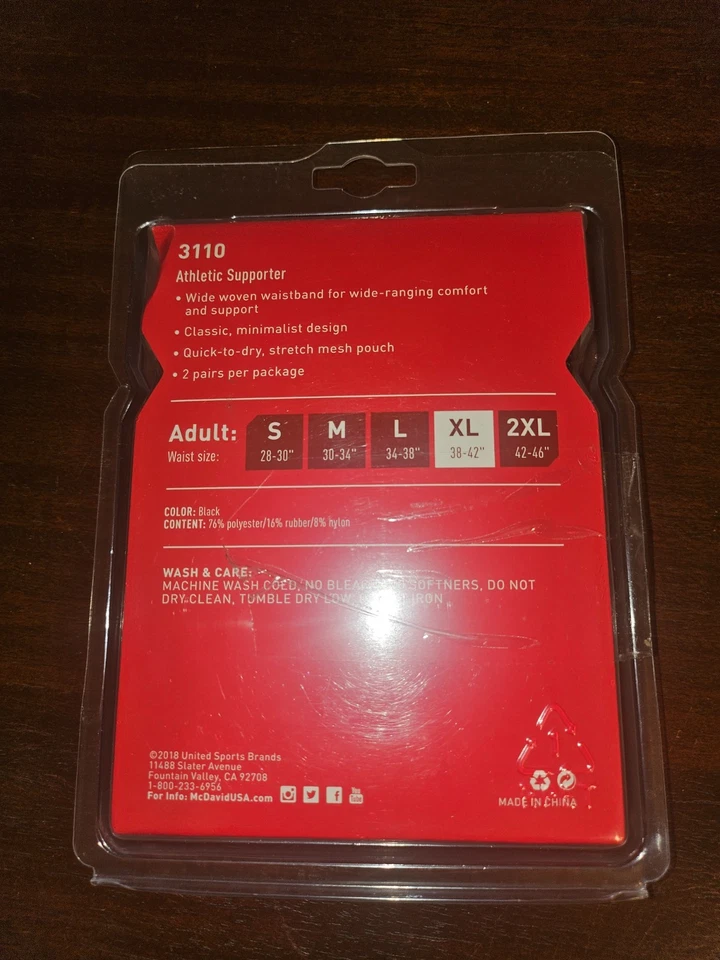 3110
Athletic Supporter
• Wide woven waistband for wide-ranging comfort
and support
• Classic, minimalist design
• Quick-to-dry, stretch mesh pouch
• 2 pairs per package
Adult: S M L XL 2XL
Waist size: 28-30" 30-34" 34-38" 38-42" 42-46"
COLOR: Black
CONTENT: 76% polyester/16% rubber/8% nylon
WASH & CARE:
MACHINE WASH COLD, NO SOFTNERS, DO NOT
DRY CLEAN, TUMBLE DRY LOW, IRON
©2018 United Sports Brands
11488 Slater Avenue
Fountain Valley, CA 92708
1-800-233-6956
For Info: McDavidUSA.com
You
Tube
MADE IN CHINA